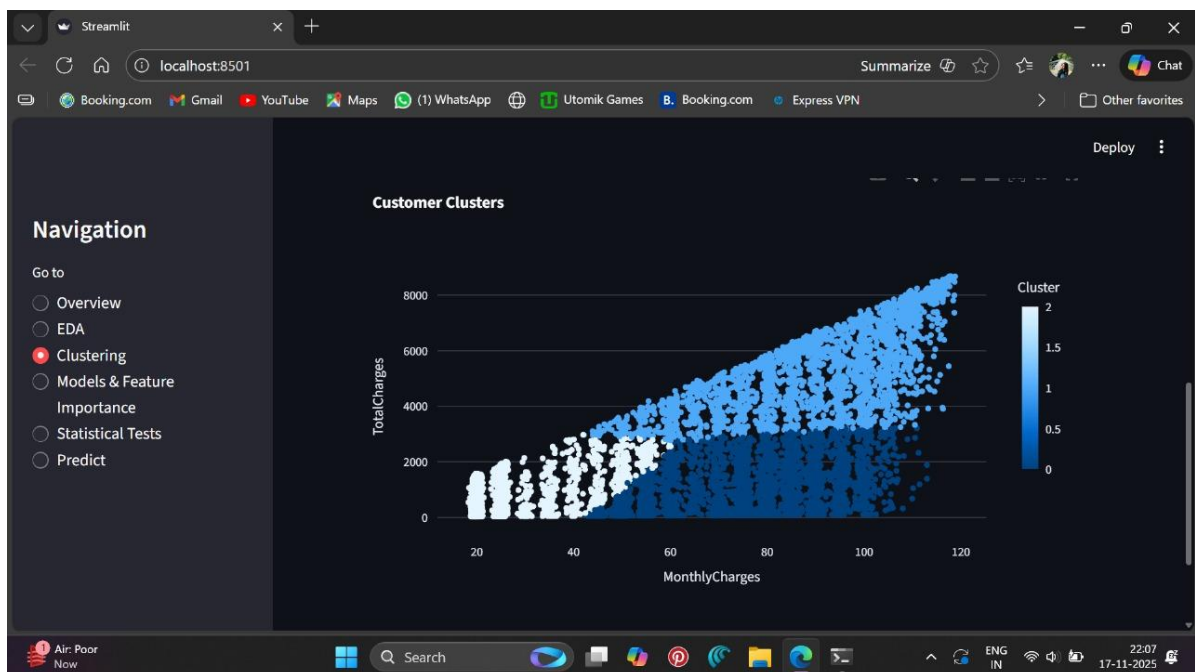 Streamlit
localhost:8501
Summarize
Chat
Booking.com
Gmail
YouTube
Maps
(1) WhatsApp
Utomik Games
B. Booking.com
Express VPN
Other favorites
Deploy
Navigation
Go to
Overview
EDA
Clustering
Models & Feature
Importance
Statistical Tests
Predict
Customer Clusters
TotalCharges
8000
6000
4000
2000
0
20
40
60
80
100
120
MonthlyCharges
Cluster
2
1.5
1
0.5
0
1
Air: Poor
Now
Search
ENG
IN
22:07
17-11-2025